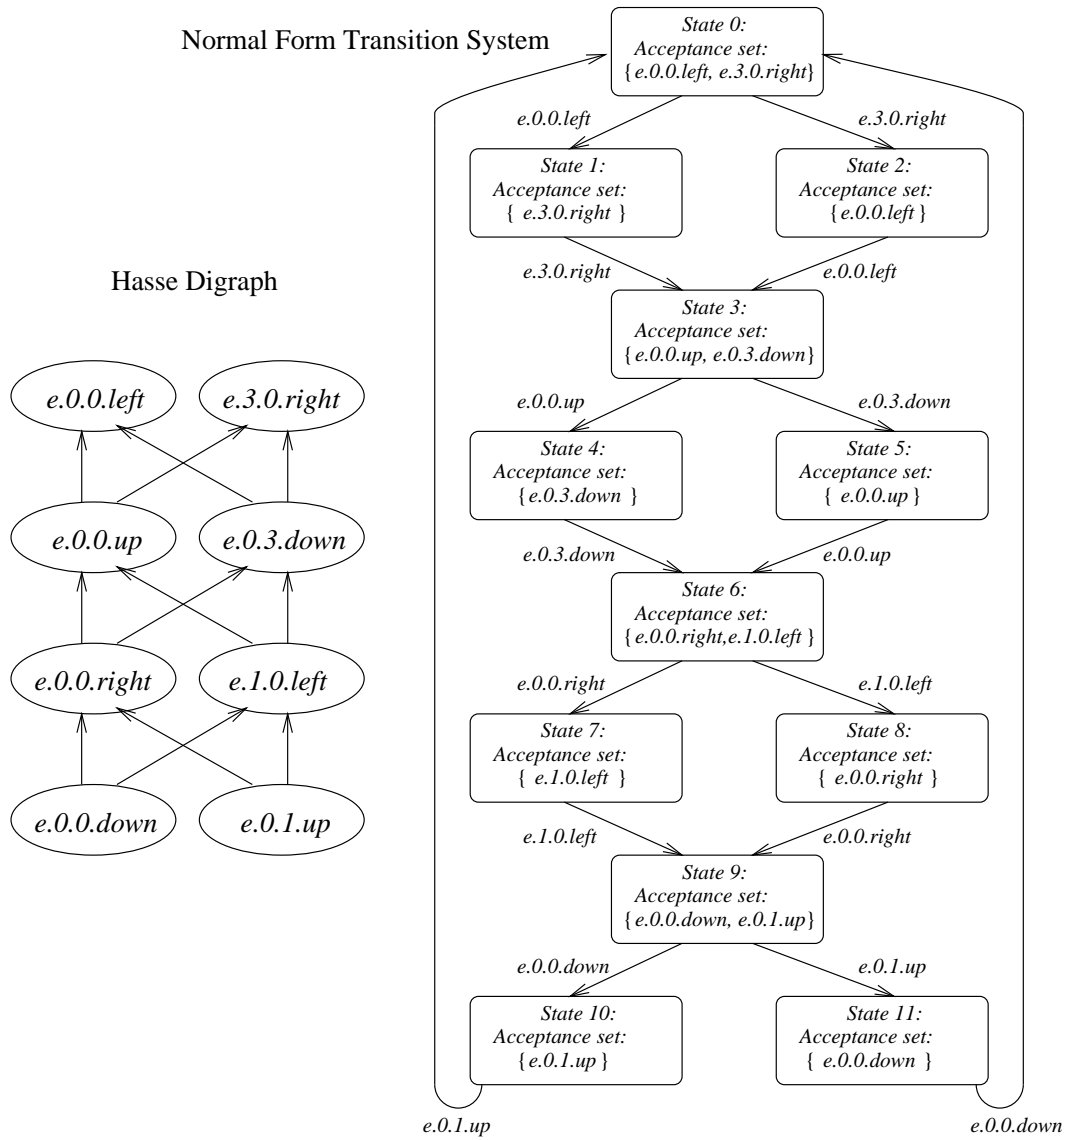 Normal Form Transition System
State 0:
Acceptance set:
{e.0.0.left, e.3.0.right}
e.0.0.left
e.3.0.right
State 1:
Acceptance set:
{ e.3.0.right }
State 2:
Acceptance set:
{e.0.0.left }
e.3.0.right
e.0.0.left
Hasse Digraph
State 3:
Acceptance set:
{e.0.0.up, e.0.3.down}
e.0.0.left
e.3.0.right
e.0.0.up
e.0.3.down
State 4:
Acceptance set:
{e.0.3.down }
State 5:
Acceptance set:
{ e.0.0.up }
e.0.0.up
e.0.3.down
e.0.3.down
e.0.0.up
State 6:
Acceptance set:
{e.0.0.right,e.1.0.left }
e.0.0.right
e.1.0.left
e.0.0.right
e.1.0.left
State 7:
Acceptance set:
{ e.1.0.left }
State 8:
Acceptance set:
{ e.0.0.right }
e.0.0.down
e.0.1.up
e.1.0.left
e.0.0.right
State 9:
Acceptance set:
{e.0.0.down, e.0.1.up}
e.0.0.down
e.0.1.up
State 10:
Acceptance set:
{e.0.1.up }
State 11:
Acceptance set:
{ e.0.0.down }
e.0.1.up
e.0.0.down